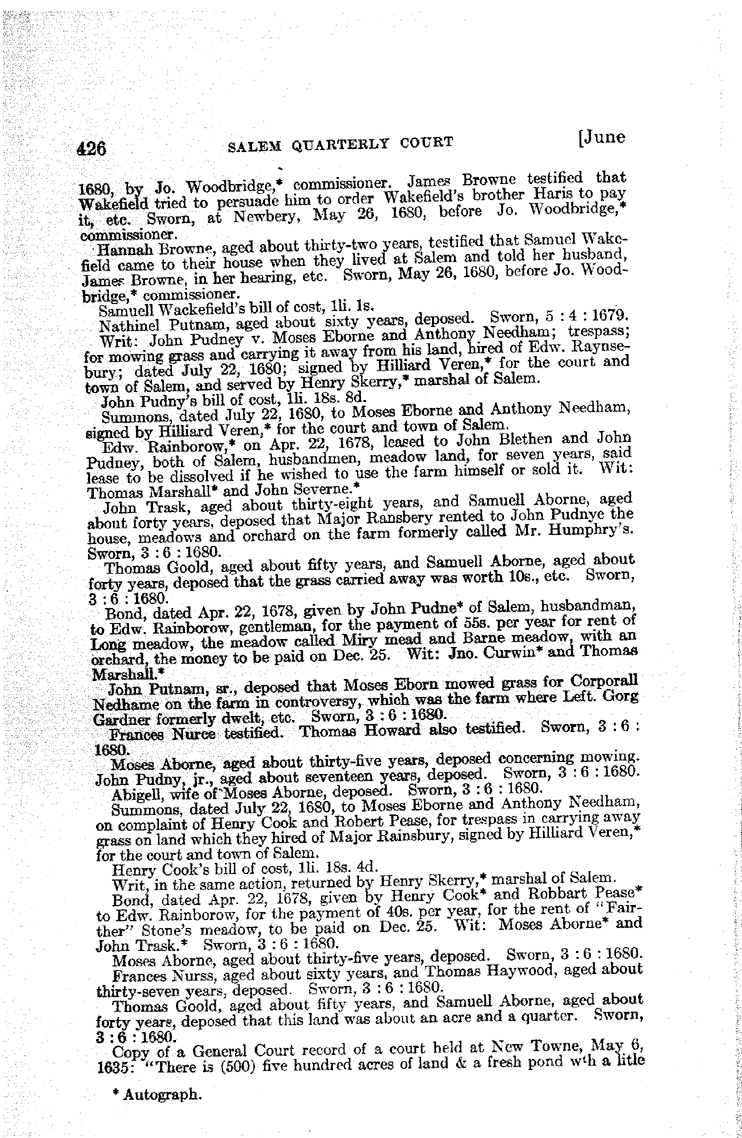 426 SALEM QUARTERLY COURT [June
1680, by Jo. Woodbridge,* commissioner. James Browne testified that
Wakefield tried to persuade him to order Wakefield's brother Haris to pay
it, etc. Sworn, at Newbery, May 26, 1680, before Jo. Woodbridge,*
commissioner.
Hannah Browne, aged about thirty-two years, testified that Samuel Wake-
field came to their house when they lived at Salem and told her husband,
James Browne, in her hearing, etc. Sworn, May 26, 1680, before Jo. Wood-
bridge,* commissioner.
Samuell Wackefield's bill of cost, 1li. 1s.
Nathinel Putnam, aged about sixty years, deposed. Sworn, 5 : 4 : 1679.
Writ: John Pudney v. Moses Eborne and Anthony Needham; trespass;
for mowing grass and carrying it away from his land, hired of Edw. Raynse-
bury; dated July 22, 1680; signed by Hilliard Veren,* for the court and
town of Salem, and served by Henry Skerry,* marshal of Salem.
John Pudny's bill of cost, 1li. 18s. 8d.
Summons, dated July 22, 1680, to Moses Eborne and Anthony Needham,
signed by Hilliard Veren,* for the court and town of Salem.
Edw. Rainborow,* on Apr. 22, 1678, leased to John Blethen and John
Pudney, both of Salem, husbandmen, meadow land, for seven years, said
lease to be dissolved if he wished to use the farm himself or sold it. Wit:
Thomas Marshall* and John Severne.*
John Trask, aged about thirty-eight years, and Samuell Aborne, aged
about forty years, deposed that Major Ransbery rented to John Pudnye the
house, meadows and orchard on the farm formerly called Mr. Humphry's.
Sworn, 3 : 6 : 1680.
Thomas Goold, aged about fifty years, and Samuell Aborne, aged about
forty years, deposed that the grass carried away was worth 10s., etc. Sworn,
3 : 6 : 1680.
Bond, dated Apr. 22, 1678, given by John Pudne* of Salem, husbandman,
to Edw. Rainborow, gentleman, for the payment of 55s. per year for rent of
Long meadow, the meadow called Miry mead and Barne meadow, with an
orchard, the money to be paid on Dec. 25. Wit: Jno. Curwin* and Thomas
Marshall.*
John Putnam, sr., deposed that Moses Eborn mowed grass for Corporall
Nedhame on the farm in controversy, which was the farm where Left. Gorg
Gardner formerly dwelt, etc. Sworn, 3 : 6 : 1680.
Frances Nurce testified. Thomas Howard also testified. Sworn, 3 : 6 :
1680.
Moses Aborne, aged about thirty-five years, deposed concerning mowing.
John Pudny, jr., aged about seventeen years, deposed. Sworn, 3 : 6 : 1680.
Abigell, wife of Moses Aborne, deposed. Sworn, 3 : 6 : 1680.
Summons, dated July 22, 1680, to Moses Eborne and Anthony Needham,
on complaint of Henry Cook and Robert Pease, for trespass in carrying away
grass on land which they hired of Major Rainsbury, signed by Hilliard Veren,*
for the court and town of Salem.
Henry Cook's bill of cost, 1li. 18s. 4d.
Writ, in the same action, returned by Henry Skerry,* marshal of Salem.
Bond, dated Apr. 22, 1678, given by Henry Cook* and Robbart Pease*
to Edw. Rainborow, for the payment of 40s. per year, for the rent of "Fair-
ther" Stone's meadow, to be paid on Dec. 25. Wit: Moses Aborne* and
John Trask.* Sworn, 3 : 6 : 1680.
Moses Aborne, aged about thirty-five years, deposed. Sworn, 3 : 6 : 1680.
Frances Nurss, aged about sixty years, and Thomas Haywood, aged about
thirty-seven years, deposed. Sworn, 3 : 6 : 1680.
Thomas Goold, aged about fifty years, and Samuell Aborne, aged about
forty years, deposed that this land was about an acre and a quarter. Sworn,
3 : 6 : 1680.
Copy of a General Court record of a court held at New Towne, May 6,
1635: "There is (500) five hundred acres of land & a fresh pond wth a litle
* Autograph.